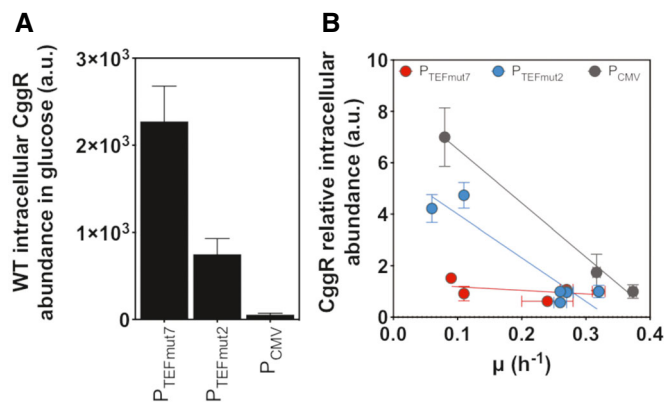 A
WT intracellular CggR
abundance in glucose (a.u.)
3×10³
2×10³
1×10³
0
PTEFmut7
PTEFmut2
PCMV
B
CggR relative intracellular
abundance (a.u.)
PTEFmut7 PTEFmut2 PCMV
10
8
6
4
2
0
0.0 0.1 0.2 0.3 0.4
μ (h⁻¹)